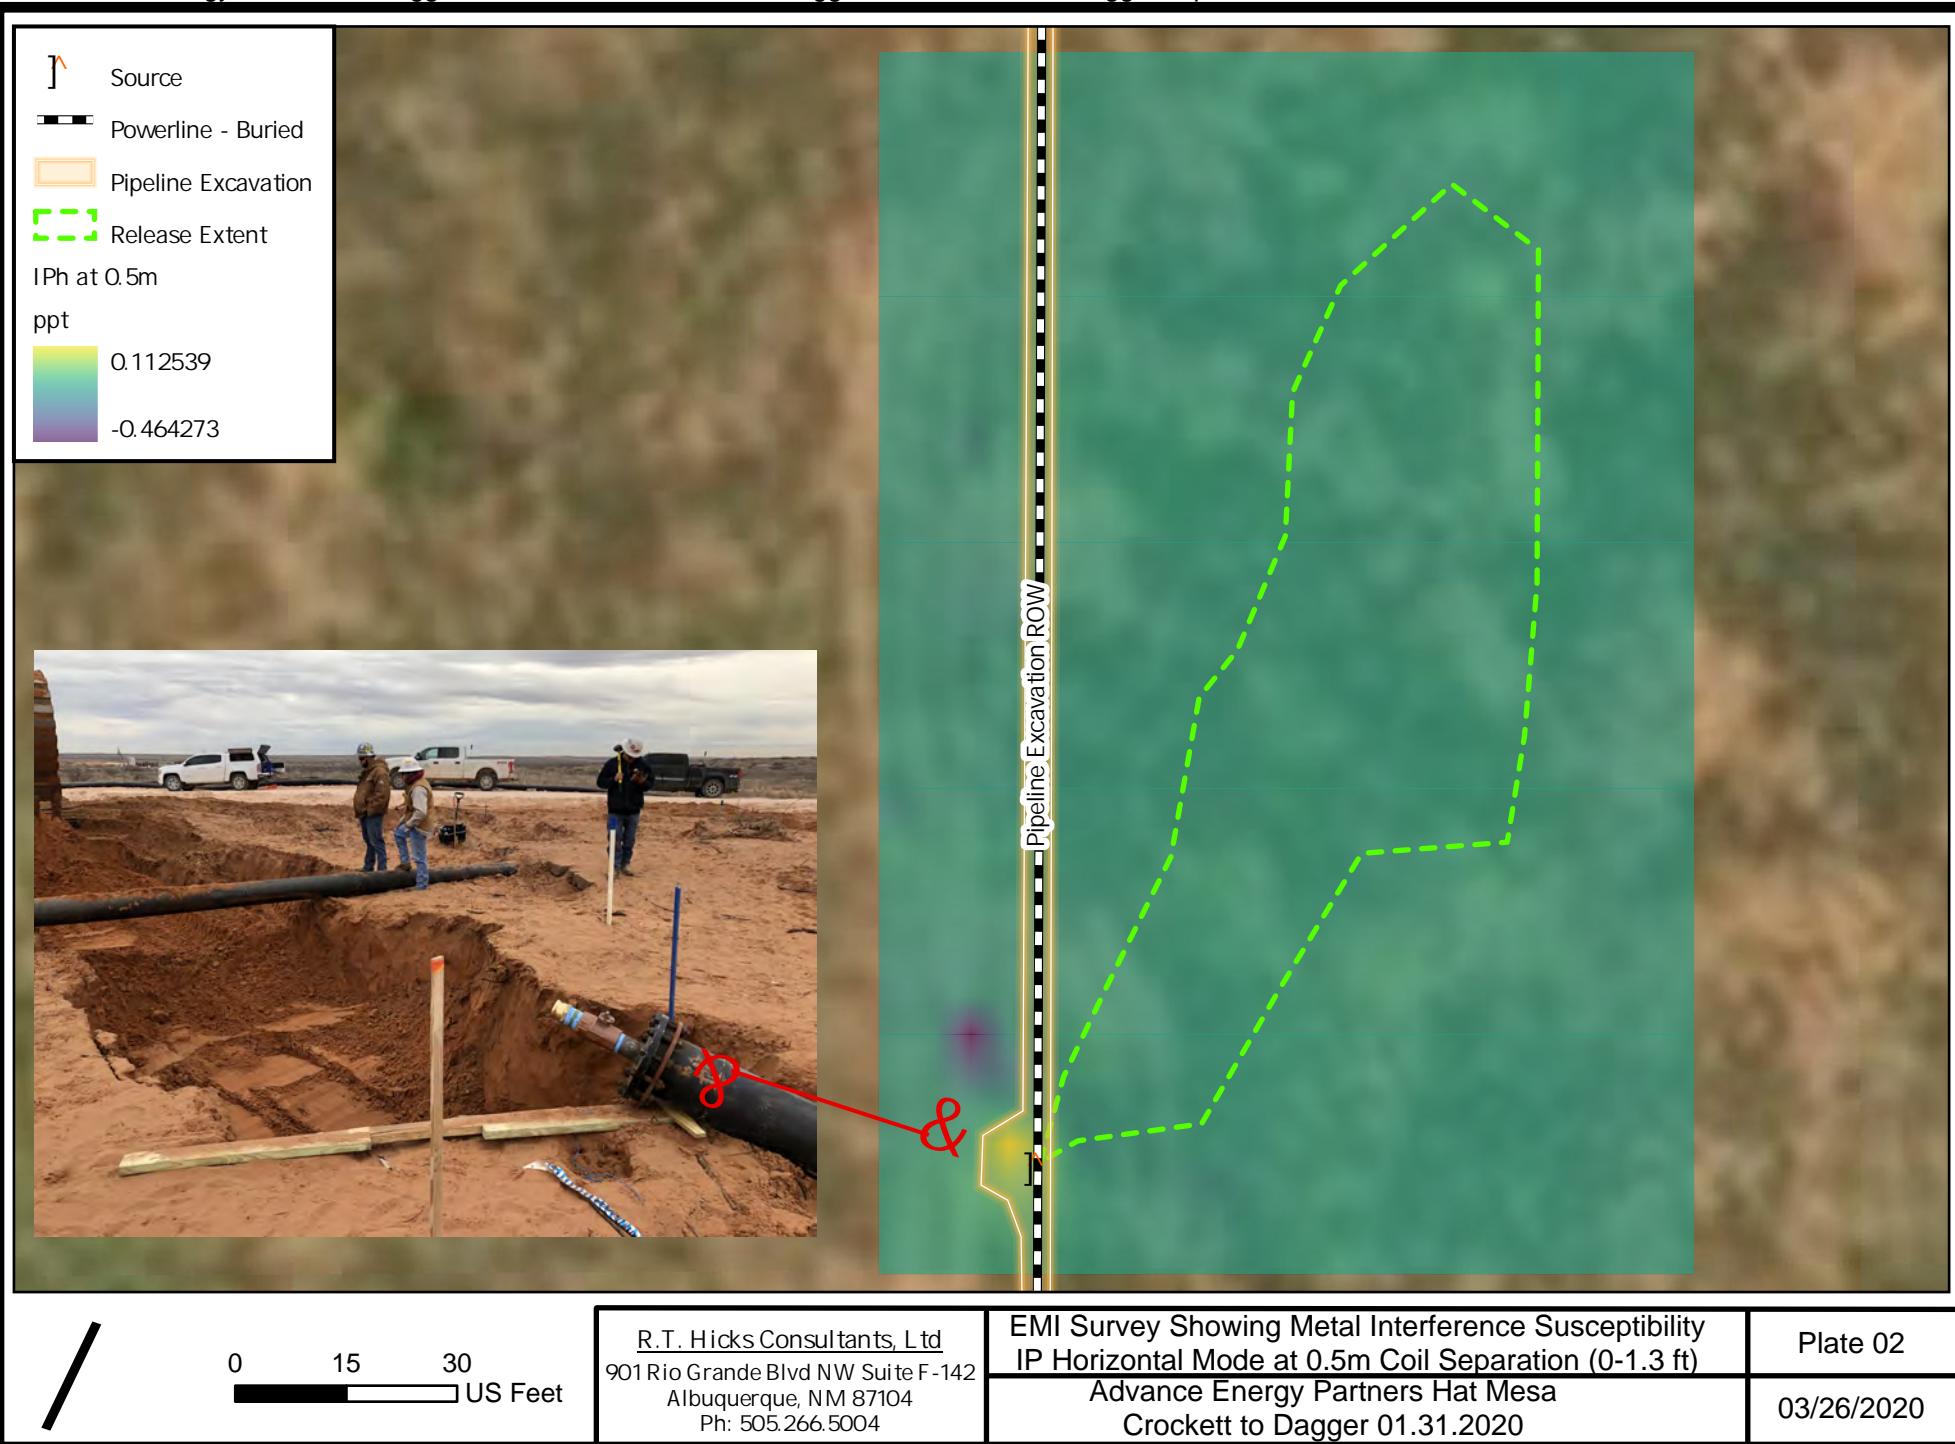 Source
Powerline - Buried
Pipeline Excavation
Release Extent
IPh at 0.5m
ppt
0.112539
-0.464273
Pipeline Excavation ROW
&
&
0 15 30
US Feet
R.T. Hicks Consultants, Ltd
901 Rio Grande Blvd NW Suite F-142
Albuquerque, NM 87104
Ph: 505.266.5004
EMI Survey Showing Metal Interference Susceptibility
IP Horizontal Mode at 0.5m Coil Separation (0-1.3 ft)
Advance Energy Partners Hat Mesa
Crockett to Dagger 01.31.2020
Plate 02
03/26/2020